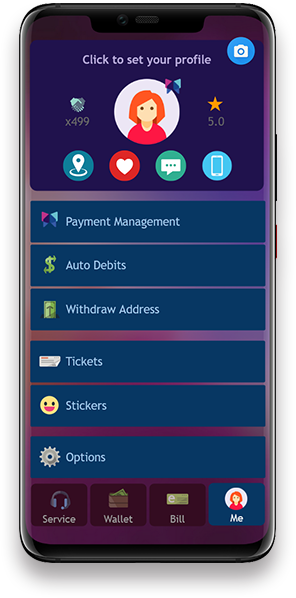 Click to set your profile
x499
5.0
Payment Management
Auto Debits
Withdraw Address
Tickets
Stickers
Options
Service Wallet Bill Me